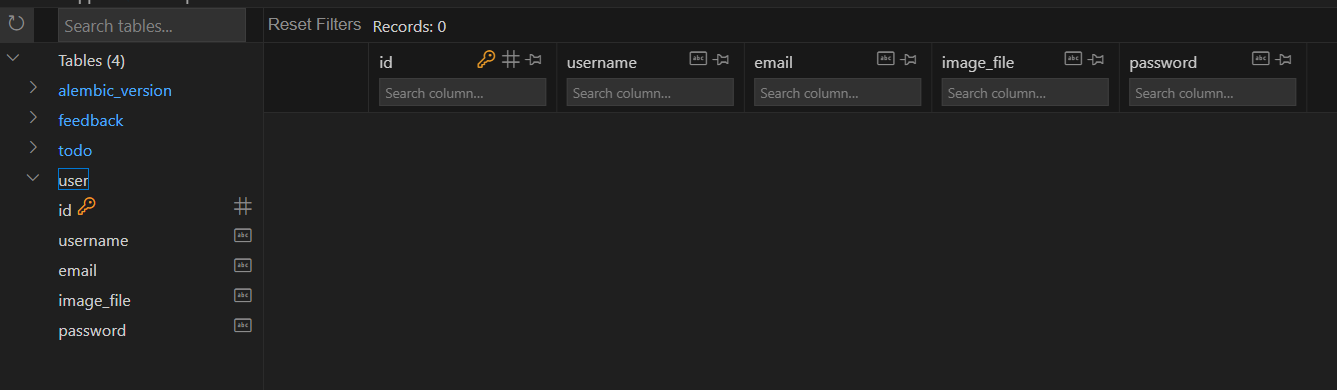 Search tables...
Reset Filters Records: 0
Tables (4)
alembic_version
feedback
todo
user
id
username
email
image_file
password
id username email image_file password
Search column... Search column... Search column... Search column... Search column...